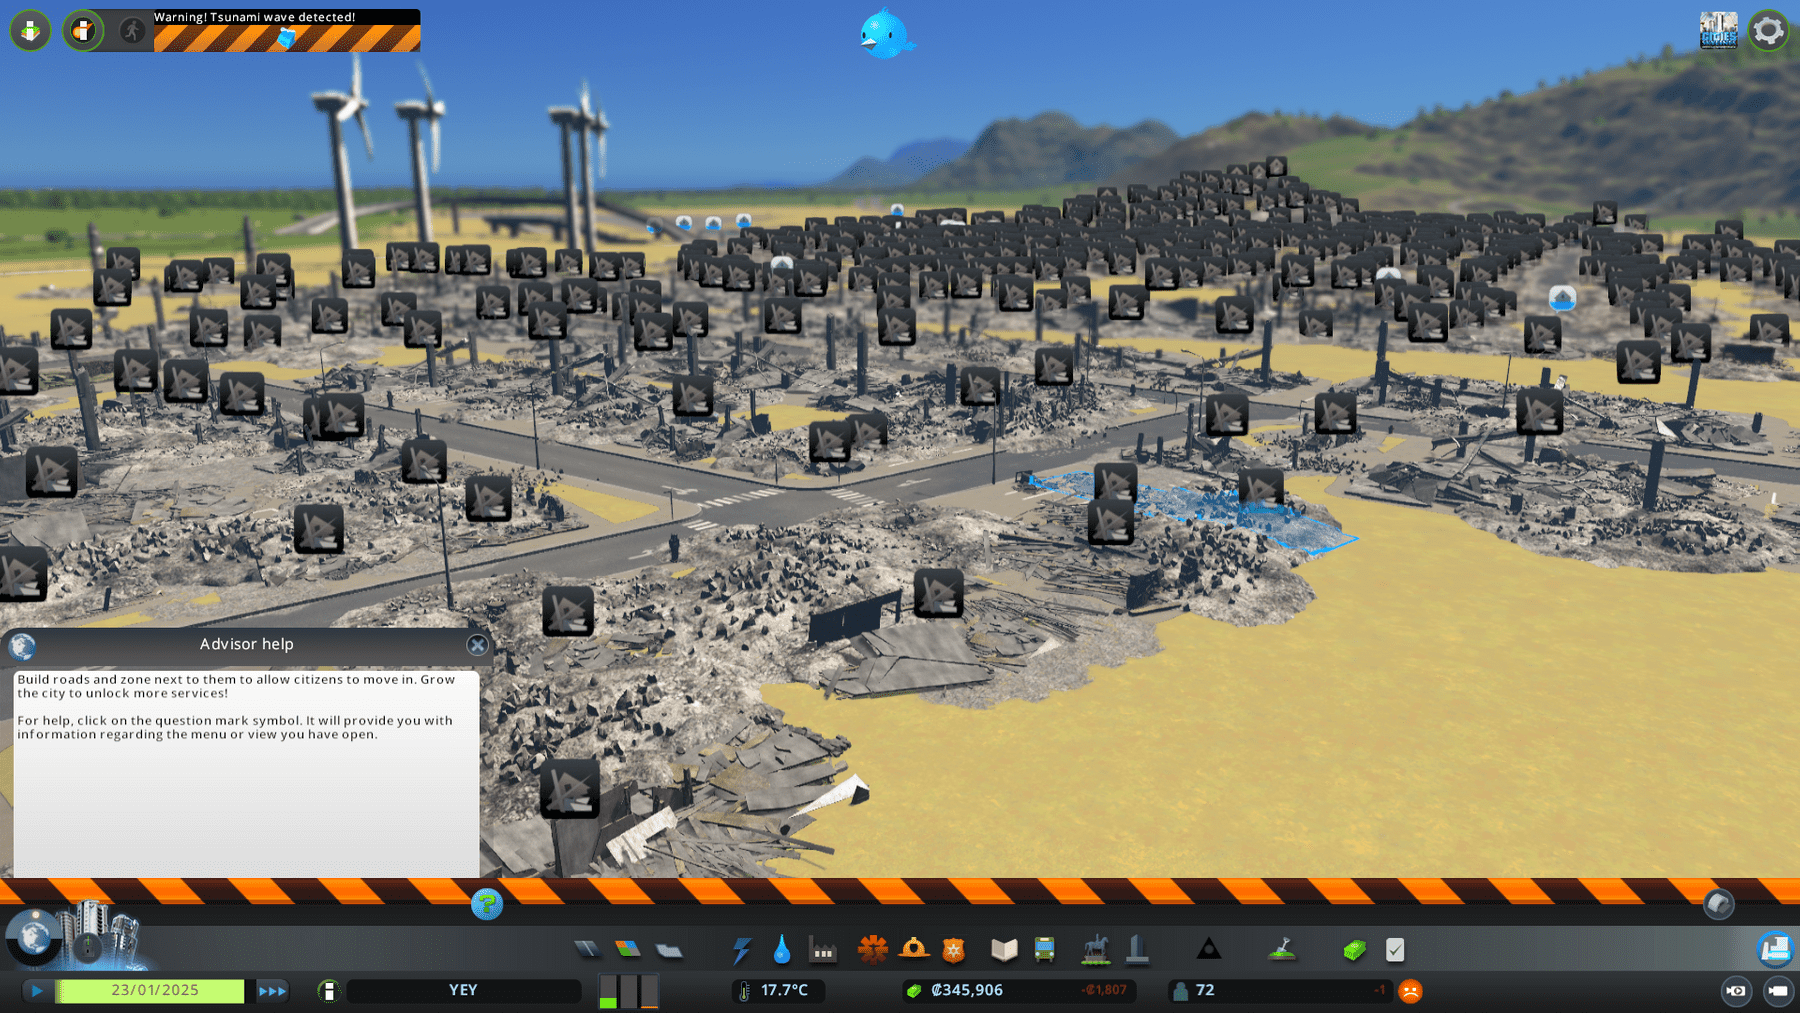 Warning! Tsunami wave detected!
CITIES
Advisor help
Build roads and zone next to them to allow citizens to move in. Grow
the city to unlock more services!
For help, click on the question mark symbol. It will provide you with
information regarding the menu or view you have open.
?
23/01/2025
YEY
17.7°C
₡345,906
-₡1,807
72
-1